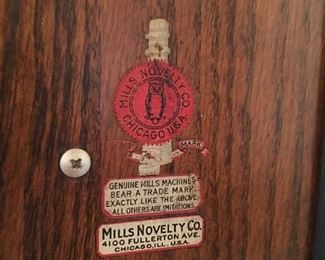 MILLS NOVELTY CO.
CHICAGO U.S.A.
MARK
GENUINE MILLS MACHINES
BEAR A TRADE MARK
EXACTLY LIKE THE ABOVE
ALL OTHERS ARE IMITATIONS
MILLS NOVELTY CO.
4100 FULLERTON AVE.
CHICAGO, ILL. U.S.A.